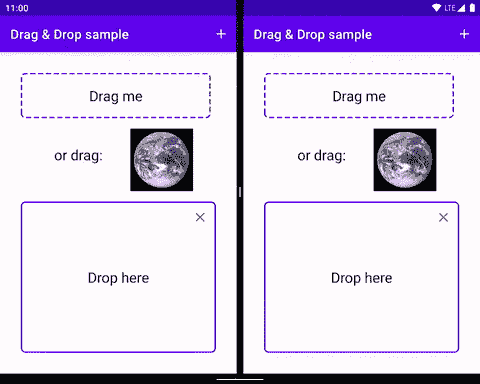 11:00 LTE
Drag & Drop sample +
Drag me
or drag:
Drop here
Drag & Drop sample +
Drag me
or drag:
Drop here